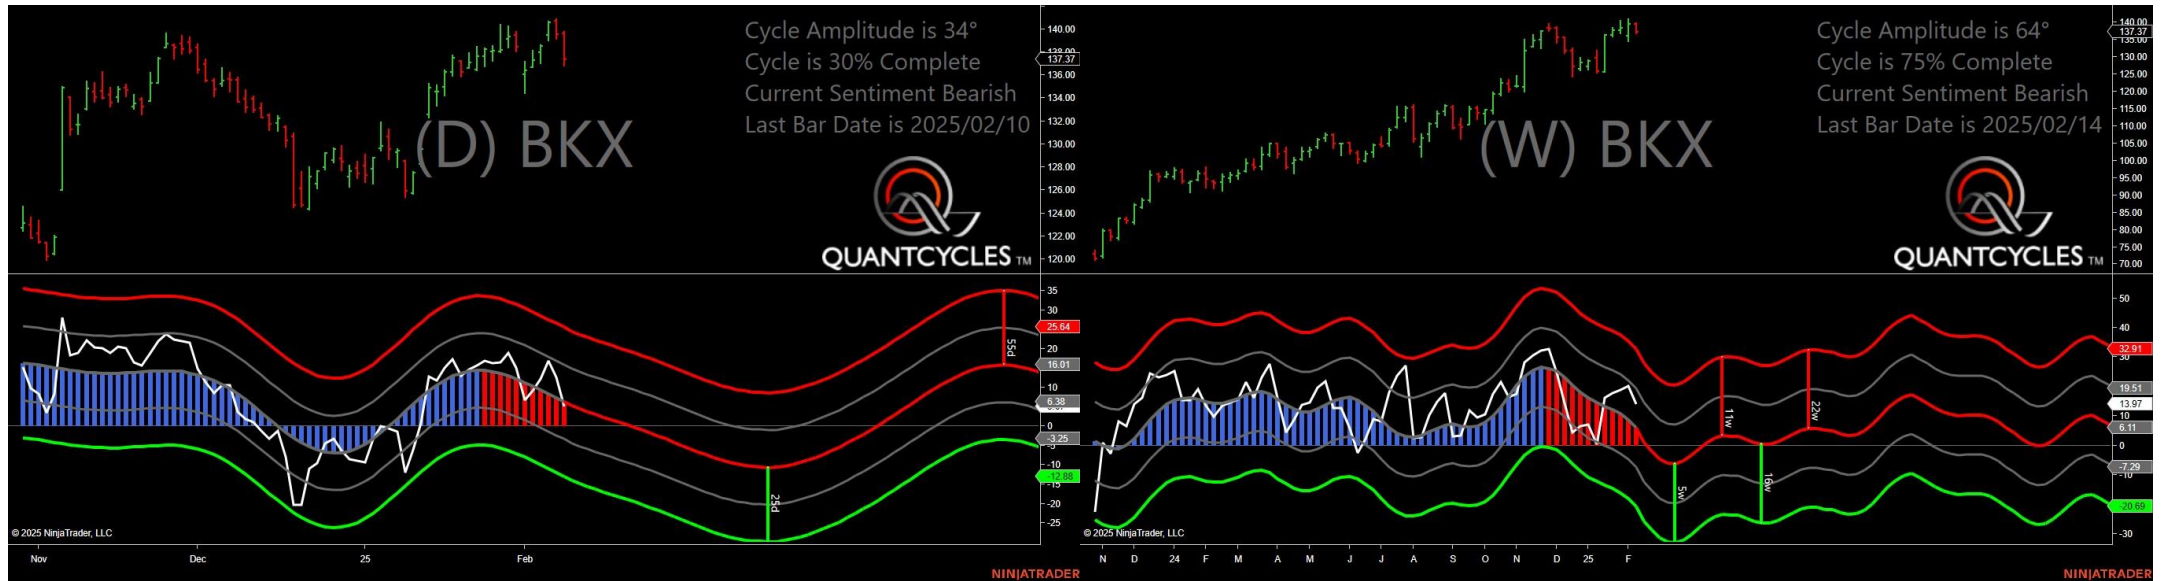 Cycle Amplitude is 34°
Cycle is 30% Complete
Current Sentiment Bearish
Last Bar Date is 2025/02/10
(D) BKX
QUANTCYCLES TM
140.00
138.00
137.37
136.00
134.00
132.00
130.00
128.00
126.00
124.00
122.00
120.00
35
30
25.64
20
16.01
10
6.38
0
-3.25
-10
-12.88
-15
-20
-25
55d
25d
© 2025 NinjaTrader, LLC
Nov Dec 25 Feb
NINJATRADER
Cycle Amplitude is 64°
Cycle is 75% Complete
Current Sentiment Bearish
Last Bar Date is 2025/02/14
(W) BKX
QUANTCYCLES TM
140.00
137.37
135.00
130.00
125.00
120.00
115.00
110.00
105.00
100.00
95.00
90.00
85.00
80.00
75.00
70.00
50
40
32.91
30
19.51
13.97
10
6.11
0
-7.29
-10
-20.69
-30
11w
22w
5w
16w
© 2025 NinjaTrader, LLC
N D 24 F M A M J J A S O N D 25 F
NINJATRADER